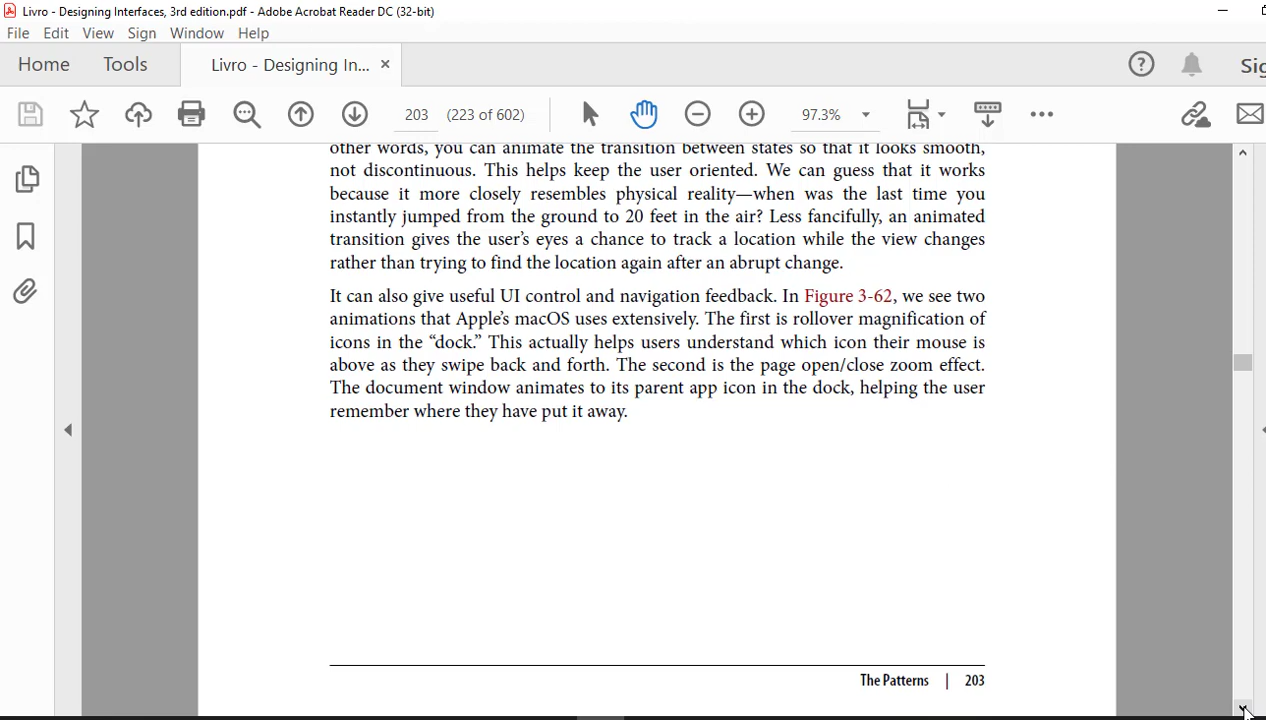 Livro - Designing Interfaces, 3rd edition.pdf - Adobe Acrobat Reader DC (32-bit)
File Edit View Sign Window Help
Home Tools Livro - Designing In... ×
Sig
203 (223 of 602) 97.3%
other words, you can animate the transition between states so that it looks smooth,
not discontinuous. This helps keep the user oriented. We can guess that it works
because it more closely resembles physical reality—when was the last time you
instantly jumped from the ground to 20 feet in the air? Less fancifully, an animated
transition gives the user’s eyes a chance to track a location while the view changes
rather than trying to find the location again after an abrupt change.
It can also give useful UI control and navigation feedback. In Figure 3-62, we see two
animations that Apple’s macOS uses extensively. The first is rollover magnification of
icons in the “dock.” This actually helps users understand which icon their mouse is
above as they swipe back and forth. The second is the page open/close zoom effect.
The document window animates to its parent app icon in the dock, helping the user
remember where they have put it away.
The Patterns | 203